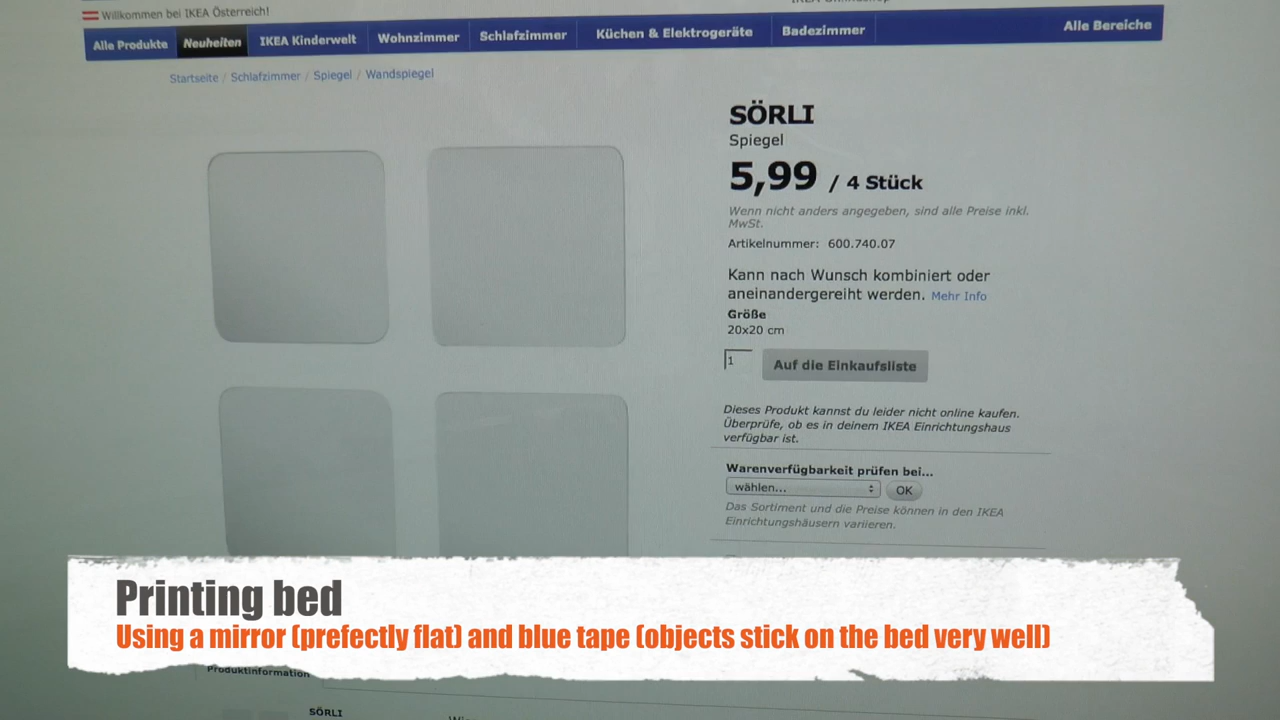 Willkommen bei IKEA Österreich!
Alle Produkte Neuheiten IKEA Kinderwelt Wohnzimmer Schlafzimmer Küchen & Elektrogeräte Badezimmer Alle Bereiche
Startseite / Schlafzimmer / Spiegel / Wandspiegel
SÖRLI
Spiegel
5,99 / 4 Stück
Wenn nicht anders angegeben, sind alle Preise inkl.
MwSt.
Artikelnummer: 600.740.07
Kann nach Wunsch kombiniert oder
aneinandergereiht werden. Mehr Info
Größe
20x20 cm
1 Auf die Einkaufsliste
Dieses Produkt kannst du leider nicht online kaufen.
Überprüfe, ob es in deinem IKEA Einrichtungshaus
verfügbar ist.
Warenverfügbarkeit prüfen bei...
wählen... OK
Das Sortiment und die Preise können in den IKEA
Einrichtungshäusern variieren.
Printing bed
Using a mirror (prefectly flat) and blue tape (objects stick on the bed very well)
Produktinformation
SÖRLI